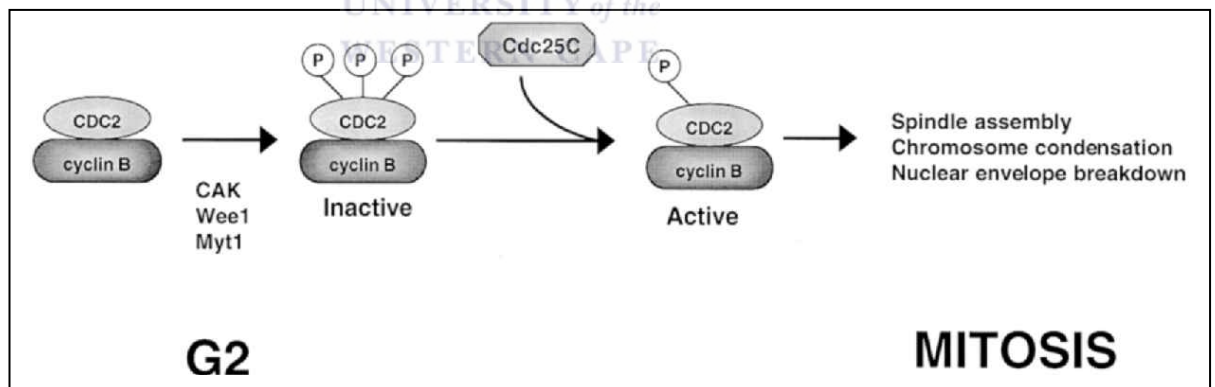 UNIVERSITY of the
WESTERN CAPE
Cdc25C
P P P
P
CDC2
cyclin B
CAK
Wee1
Myt1
CDC2
cyclin B
Inactive
CDC2
cyclin B
Active
Spindle assembly
Chromosome condensation
Nuclear envelope breakdown
G2
MITOSIS